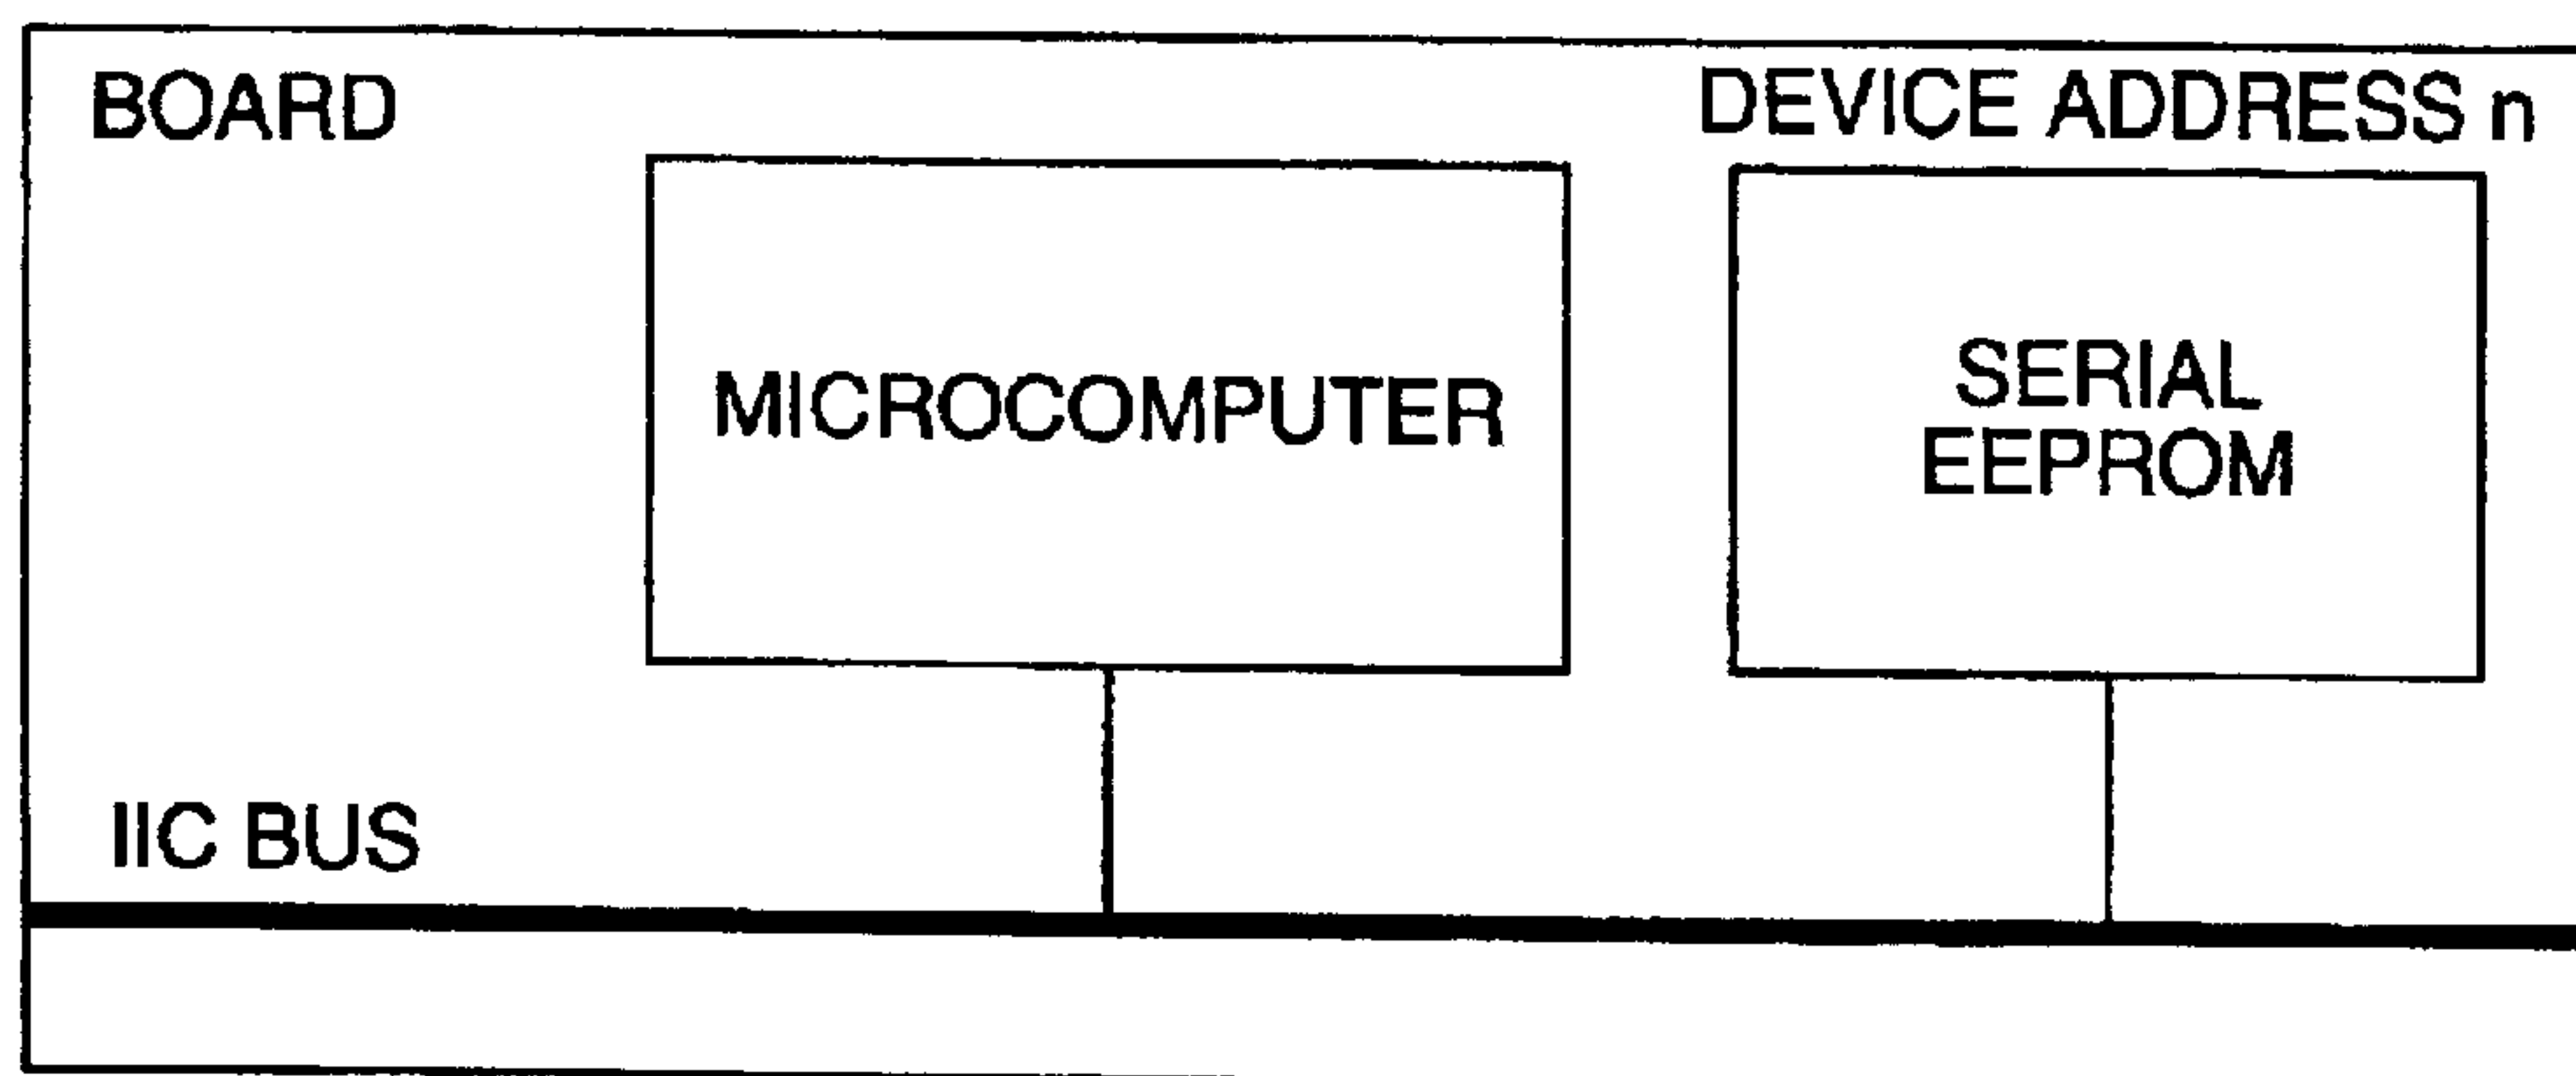 BOARD
DEVICE ADDRESS n
MICROCOMPUTER
SERIAL
EEPROM
IIC BUS